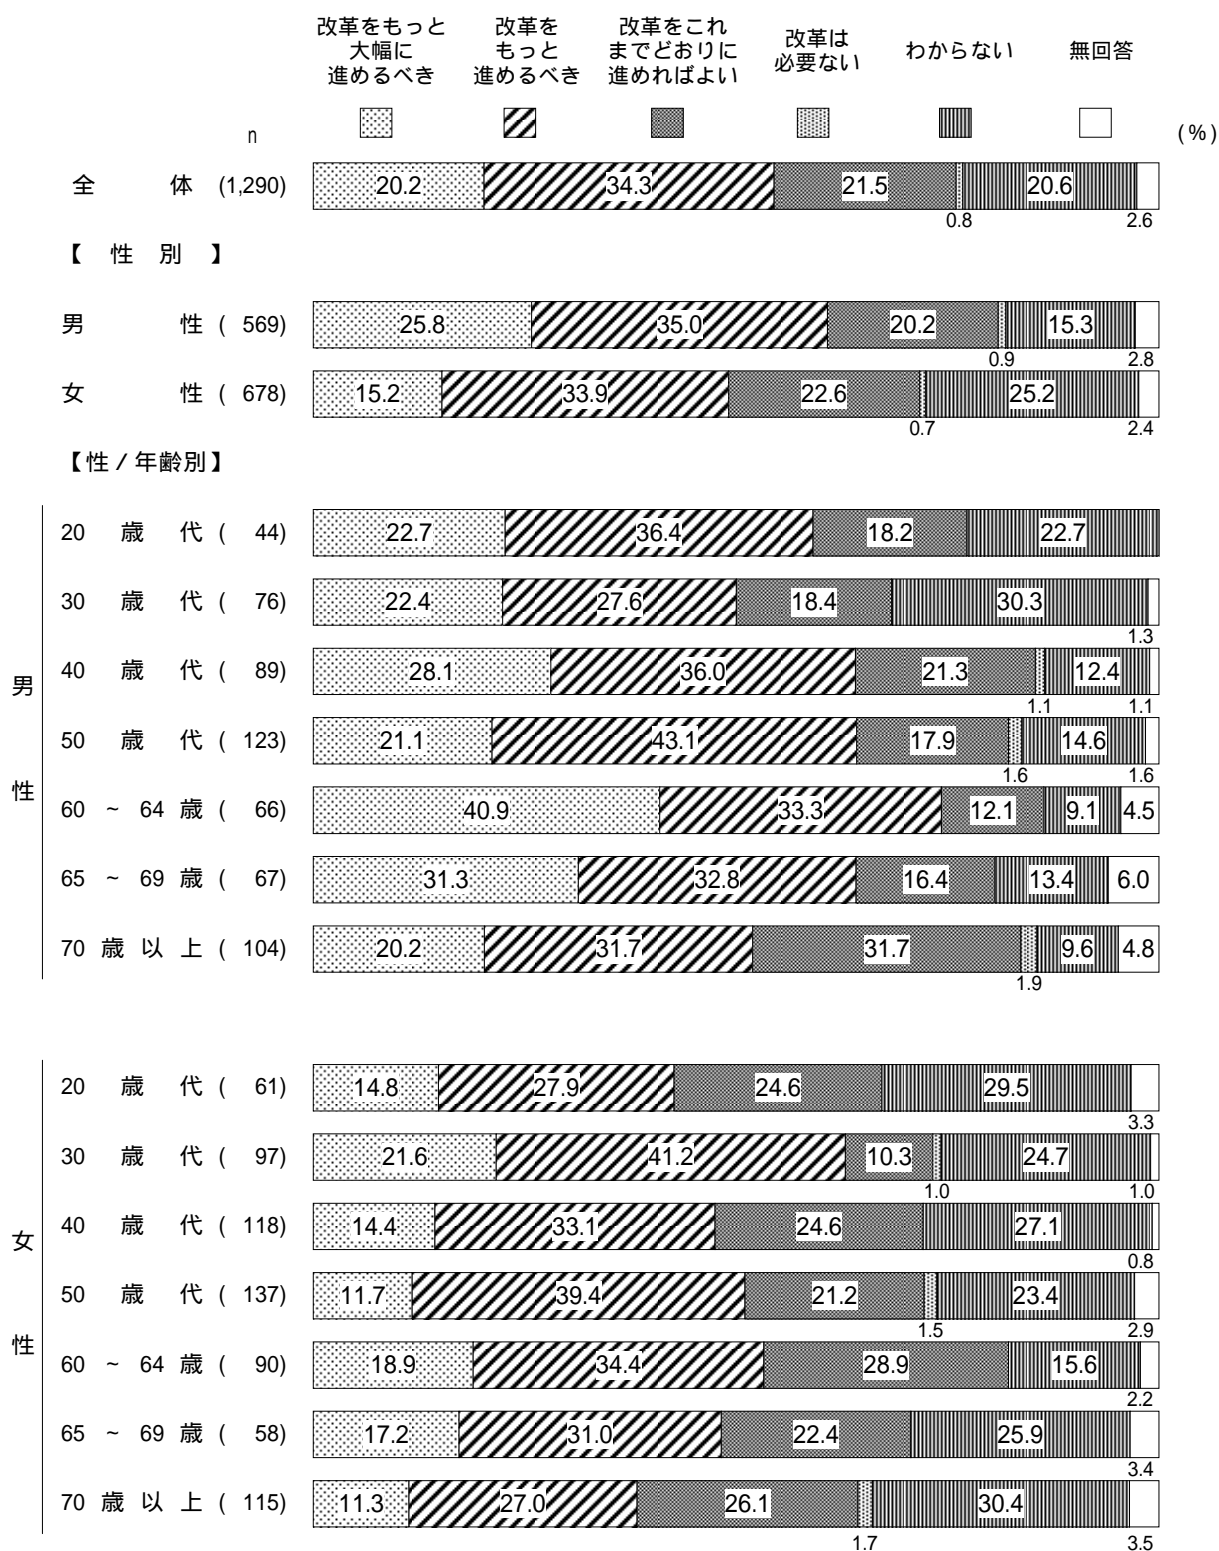 改革をもっと
大幅に
進めるべき
改革を
もっと
進めるべき
改革をこれ
までどおりに
進めればよい
改革は
必要ない
わからない
無回答
n
(%)
全 体 (1,290) 20.2 34.3 21.5 20.6
0.8 2.6
【 性 別 】
男 性 ( 569) 25.8 35.0 20.2 15.3
0.9 2.8
女 性 ( 678) 15.2 33.9 22.6 25.2
0.7 2.4
【性/年齢別】
男性
20 歳 代 ( 44) 22.7 36.4 18.2 22.7
30 歳 代 ( 76) 22.4 27.6 18.4 30.3
1.3
40 歳 代 ( 89) 28.1 36.0 21.3 12.4
1.1 1.1
50 歳 代 ( 123) 21.1 43.1 17.9 14.6
1.6 1.6
60 ~ 64 歳 ( 66) 40.9 33.3 12.1 9.1 4.5
65 ~ 69 歳 ( 67) 31.3 32.8 16.4 13.4 6.0
70 歳 以 上 ( 104) 20.2 31.7 31.7 9.6 4.8
1.9
女性
20 歳 代 ( 61) 14.8 27.9 24.6 29.5
3.3
30 歳 代 ( 97) 21.6 41.2 10.3 24.7
1.0 1.0
40 歳 代 ( 118) 14.4 33.1 24.6 27.1
0.8
50 歳 代 ( 137) 11.7 39.4 21.2 23.4
1.5 2.9
60 ~ 64 歳 ( 90) 18.9 34.4 28.9 15.6
2.2
65 ~ 69 歳 ( 58) 17.2 31.0 22.4 25.9
3.4
70 歳 以 上 ( 115) 11.3 27.0 26.1 30.4
1.7 3.5